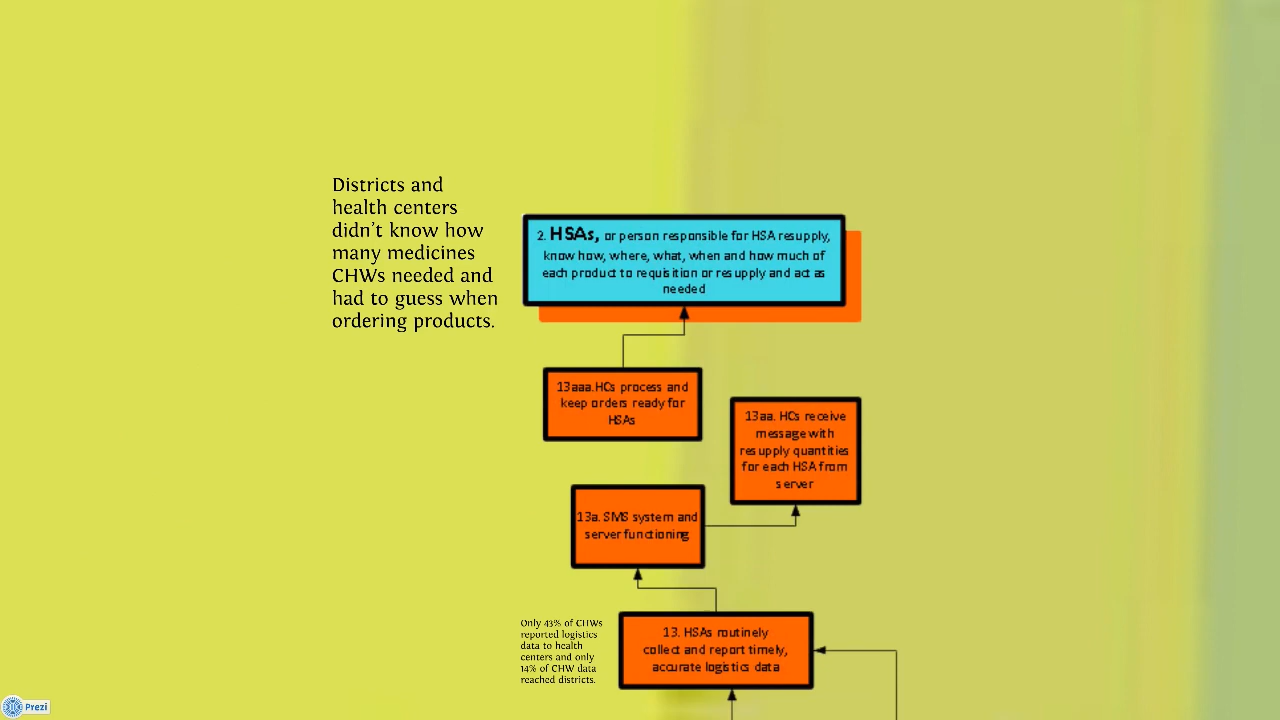 Districts and
health centers
didn't know how
many medicines
CHWs needed and
had to guess when
ordering products.
2. HSAs, or person responsible for HSA resupply,
know how, where, what, when and how much of
each product to requisition or resupply and act as
needed
13aaa.HCs process and
keep orders ready for
HSAs
13aa. HCs receive
message with
resupply quantities
for each HSA from
server
13a. SMS system and
server functioning
Only 43% of CHWs
reported logistics
data to health
centers and only
14% of CHW data
reached districts.
13. HSAs routinely
collect and report timely,
accurate logistics data
Prezi